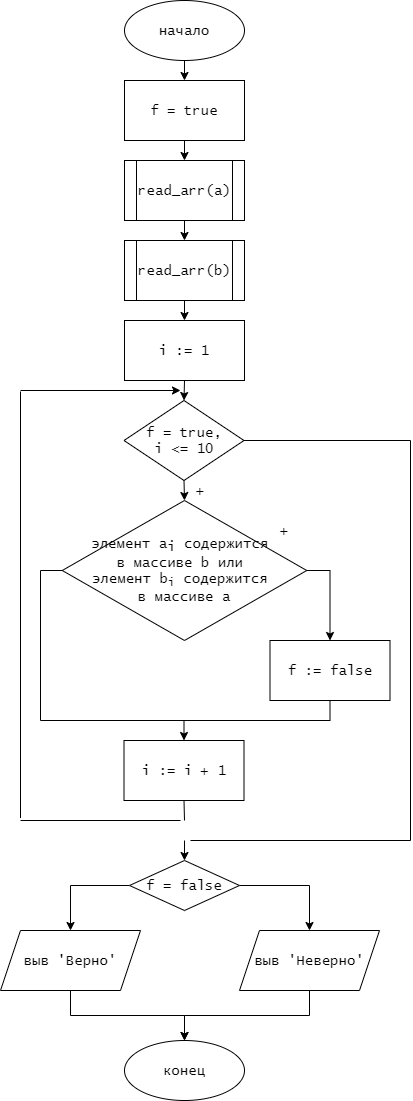 начало
f = true
read_arr(a)
read_arr(b)
i := 1
f = true,
i <= 10
+
+
элемент ai содержится
в массиве b или
элемент bi содержится
в массиве a
f := false
i := i + 1
f = false
выв 'Верно'
выв 'Неверно'
конец